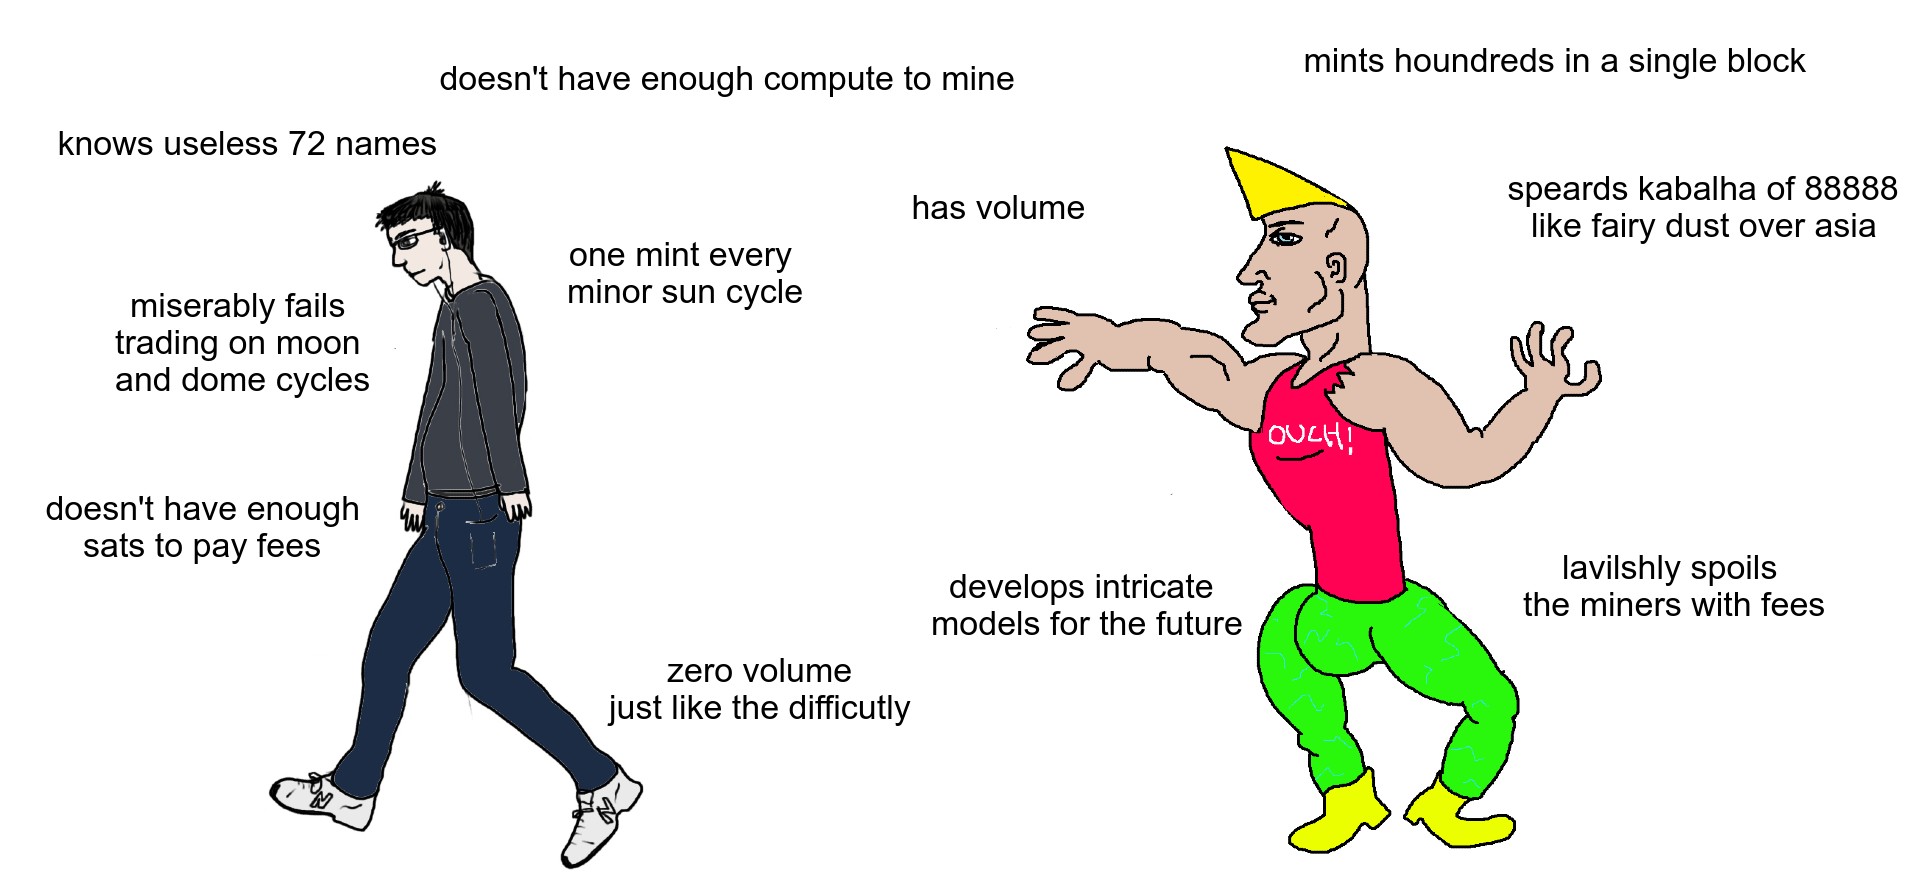 doesn't have enough compute to mine
knows useless 72 names
one mint every
minor sun cycle
miserably fails
trading on moon
and dome cycles
doesn't have enough
sats to pay fees
zero volume
just like the difficutly
mints houndreds in a single block
has volume
speards kabalha of 88888
like fairy dust over asia
OUCH!
develops intricate
models for the future
lavilshly spoils
the miners with fees
N
N